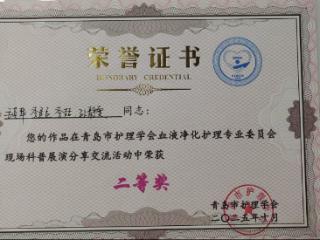 荣誉证书
HONORARY CREDENTIAL
同志：
您的作品在青岛市护理学会血液净化护理专业委员会
现场科普展演分享交流活动中荣获
二等奖
青岛市护理学会
二〇二五年十月